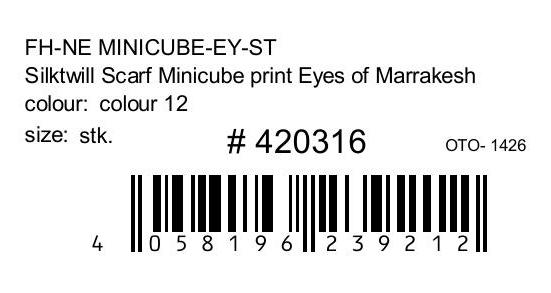 FH-NE MINICUBE-EY-ST
Silktwill Scarf Minicube print Eyes of Marrakesh
colour: colour 12
size: stk.
# 420316 OTO- 1426
4 058196 239212